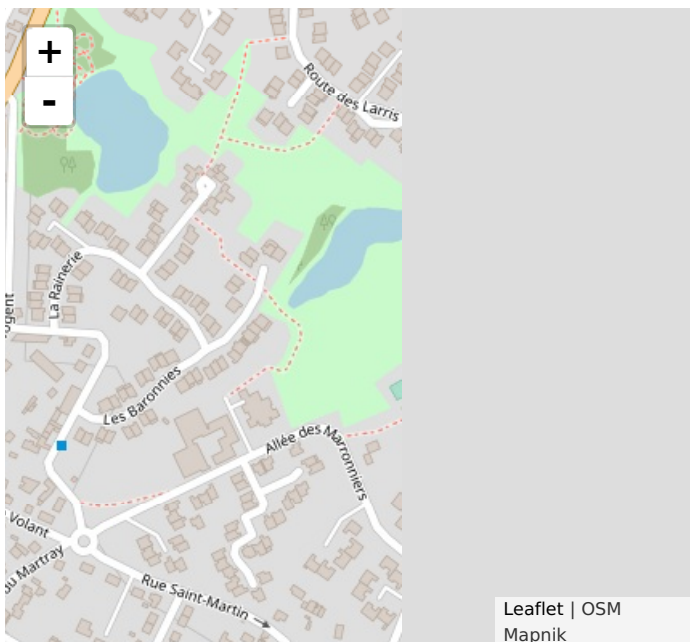 +
-
Route des Larris
La Rainerie
ogent
Les Baronnies
Allée des Marronniers
Volant
du Martray
Rue Saint-Martin
Leaflet | OSM
Mapnik